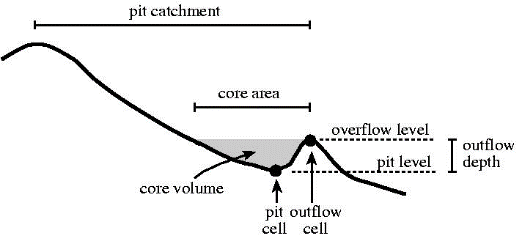 pit catchment
core area
overflow level
outflow
depth
pit level
core volume
pit
cell
outflow
cell